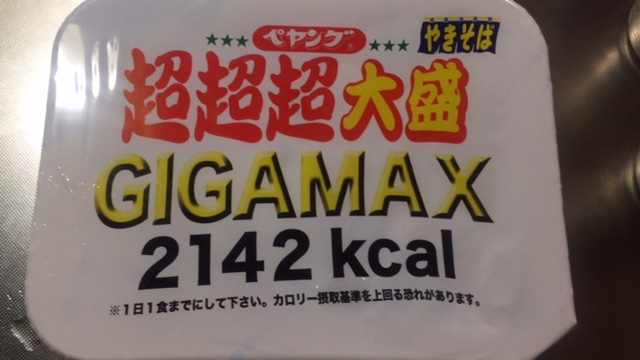 ★★★ ペヤング® ★★★ やきそば
超超超大盛
GIGAMAX
2142 kcal
※1日1食までにして下さい。カロリー摂取基準を上回る恐れがあります。